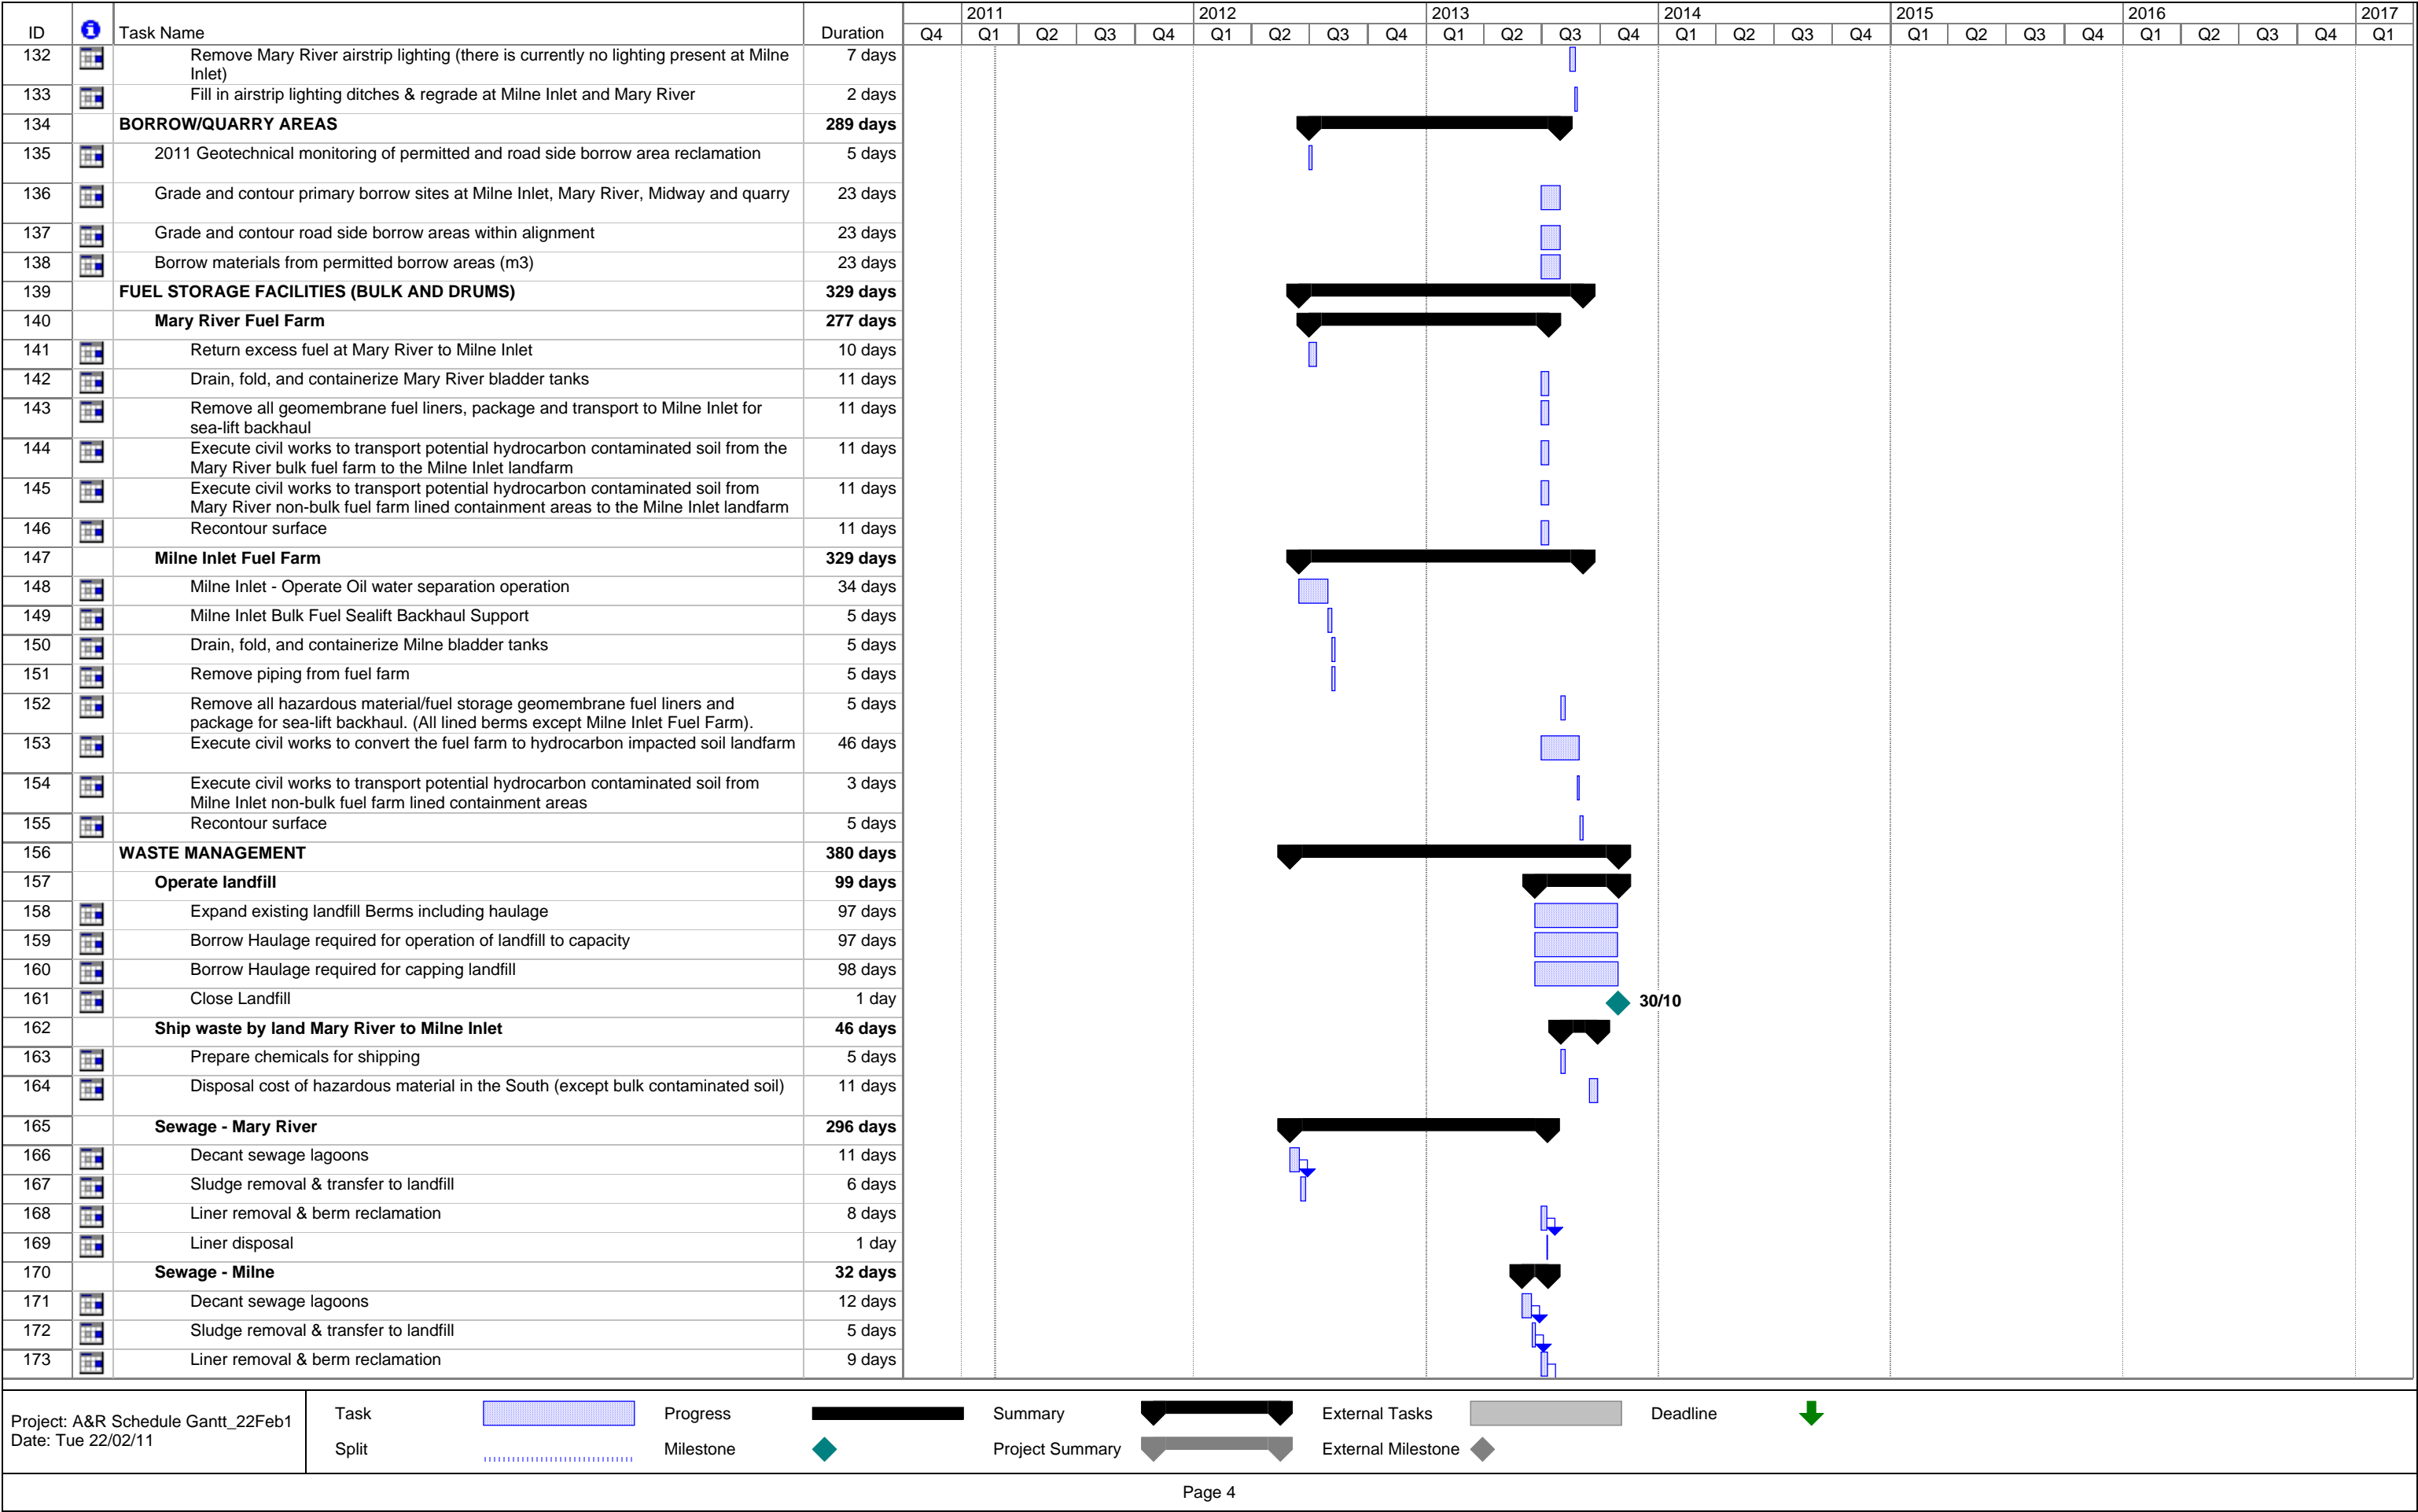 2011 2012 2013 2014 2015 2016 2017
ID Task Name Duration Q4 Q1 Q2 Q3 Q4 Q1 Q2 Q3 Q4 Q1 Q2 Q3 Q4 Q1 Q2 Q3 Q4 Q1 Q2 Q3 Q4 Q1 Q2 Q3 Q4 Q1
132 Remove Mary River airstrip lighting (there is currently no lighting present at Milne 7 days
Inlet)
133 Fill in airstrip lighting ditches & regrade at Milne Inlet and Mary River 2 days
134 BORROW/QUARRY AREAS 289 days
135 2011 Geotechnical monitoring of permitted and road side borrow area reclamation 5 days
136 Grade and contour primary borrow sites at Milne Inlet, Mary River, Midway and quarry 23 days
137 Grade and contour road side borrow areas within alignment 23 days
138 Borrow materials from permitted borrow areas (m3) 23 days
139 FUEL STORAGE FACILITIES (BULK AND DRUMS) 329 days
140 Mary River Fuel Farm 277 days
141 Return excess fuel at Mary River to Milne Inlet 10 days
142 Drain, fold, and containerize Mary River bladder tanks 11 days
143 Remove all geomembrane fuel liners, package and transport to Milne Inlet for 11 days
sea-lift backhaul
144 Execute civil works to transport potential hydrocarbon contaminated soil from the 11 days
Mary River bulk fuel farm to the Milne Inlet landfarm
145 Execute civil works to transport potential hydrocarbon contaminated soil from 11 days
Mary River non-bulk fuel farm lined containment areas to the Milne Inlet landfarm
146 Recontour surface 11 days
147 Milne Inlet Fuel Farm 329 days
148 Milne Inlet - Operate Oil water separation operation 34 days
149 Milne Inlet Bulk Fuel Sealift Backhaul Support 5 days
150 Drain, fold, and containerize Milne bladder tanks 5 days
151 Remove piping from fuel farm 5 days
152 Remove all hazardous material/fuel storage geomembrane fuel liners and 5 days
package for sea-lift backhaul. (All lined berms except Milne Inlet Fuel Farm).
153 Execute civil works to convert the fuel farm to hydrocarbon impacted soil landfarm 46 days
154 Execute civil works to transport potential hydrocarbon contaminated soil from 3 days
Milne Inlet non-bulk fuel farm lined containment areas
155 Recontour surface 5 days
156 WASTE MANAGEMENT 380 days
157 Operate landfill 99 days
158 Expand existing landfill Berms including haulage 97 days
159 Borrow Haulage required for operation of landfill to capacity 97 days
160 Borrow Haulage required for capping landfill 98 days
161 Close Landfill 1 day 30/10
162 Ship waste by land Mary River to Milne Inlet 46 days
163 Prepare chemicals for shipping 5 days
164 Disposal cost of hazardous material in the South (except bulk contaminated soil) 11 days
165 Sewage - Mary River 296 days
166 Decant sewage lagoons 11 days
167 Sludge removal & transfer to landfill 6 days
168 Liner removal & berm reclamation 8 days
169 Liner disposal 1 day
170 Sewage - Milne 32 days
171 Decant sewage lagoons 12 days
172 Sludge removal & transfer to landfill 5 days
173 Liner removal & berm reclamation 9 days
Project: A&R Schedule Gantt_22Feb1
Date: Tue 22/02/11
Task Progress Summary External Tasks Deadline
Split Milestone Project Summary External Milestone
Page 4